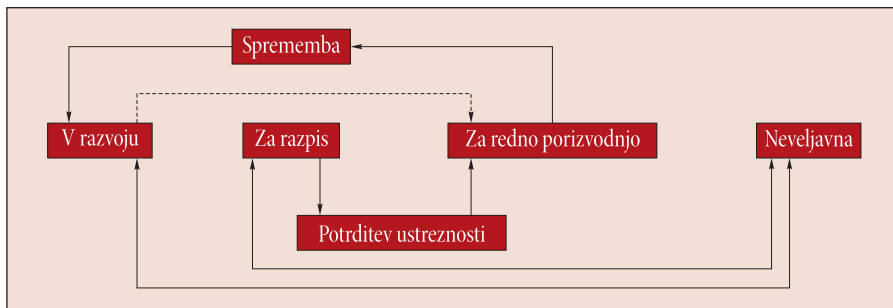 Sprememba
V razvoju
Za razpis
Za redno porizvodnjo
Neveljavna
Potrditev ustreznosti